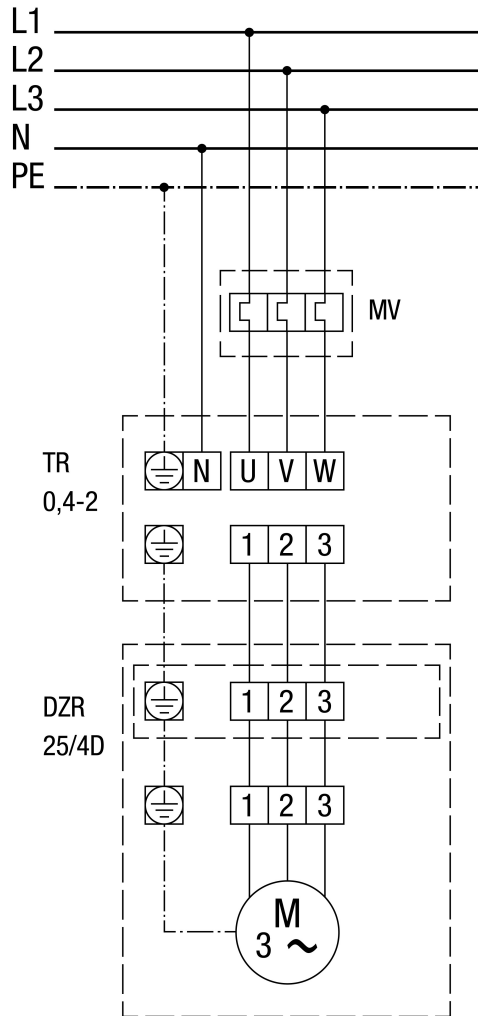 L1
L2
L3
N
PE
MV
TR
0,4-2
N U V W
1 2 3
DZR
25/4D
1 2 3
1 2 3
M
3 ~